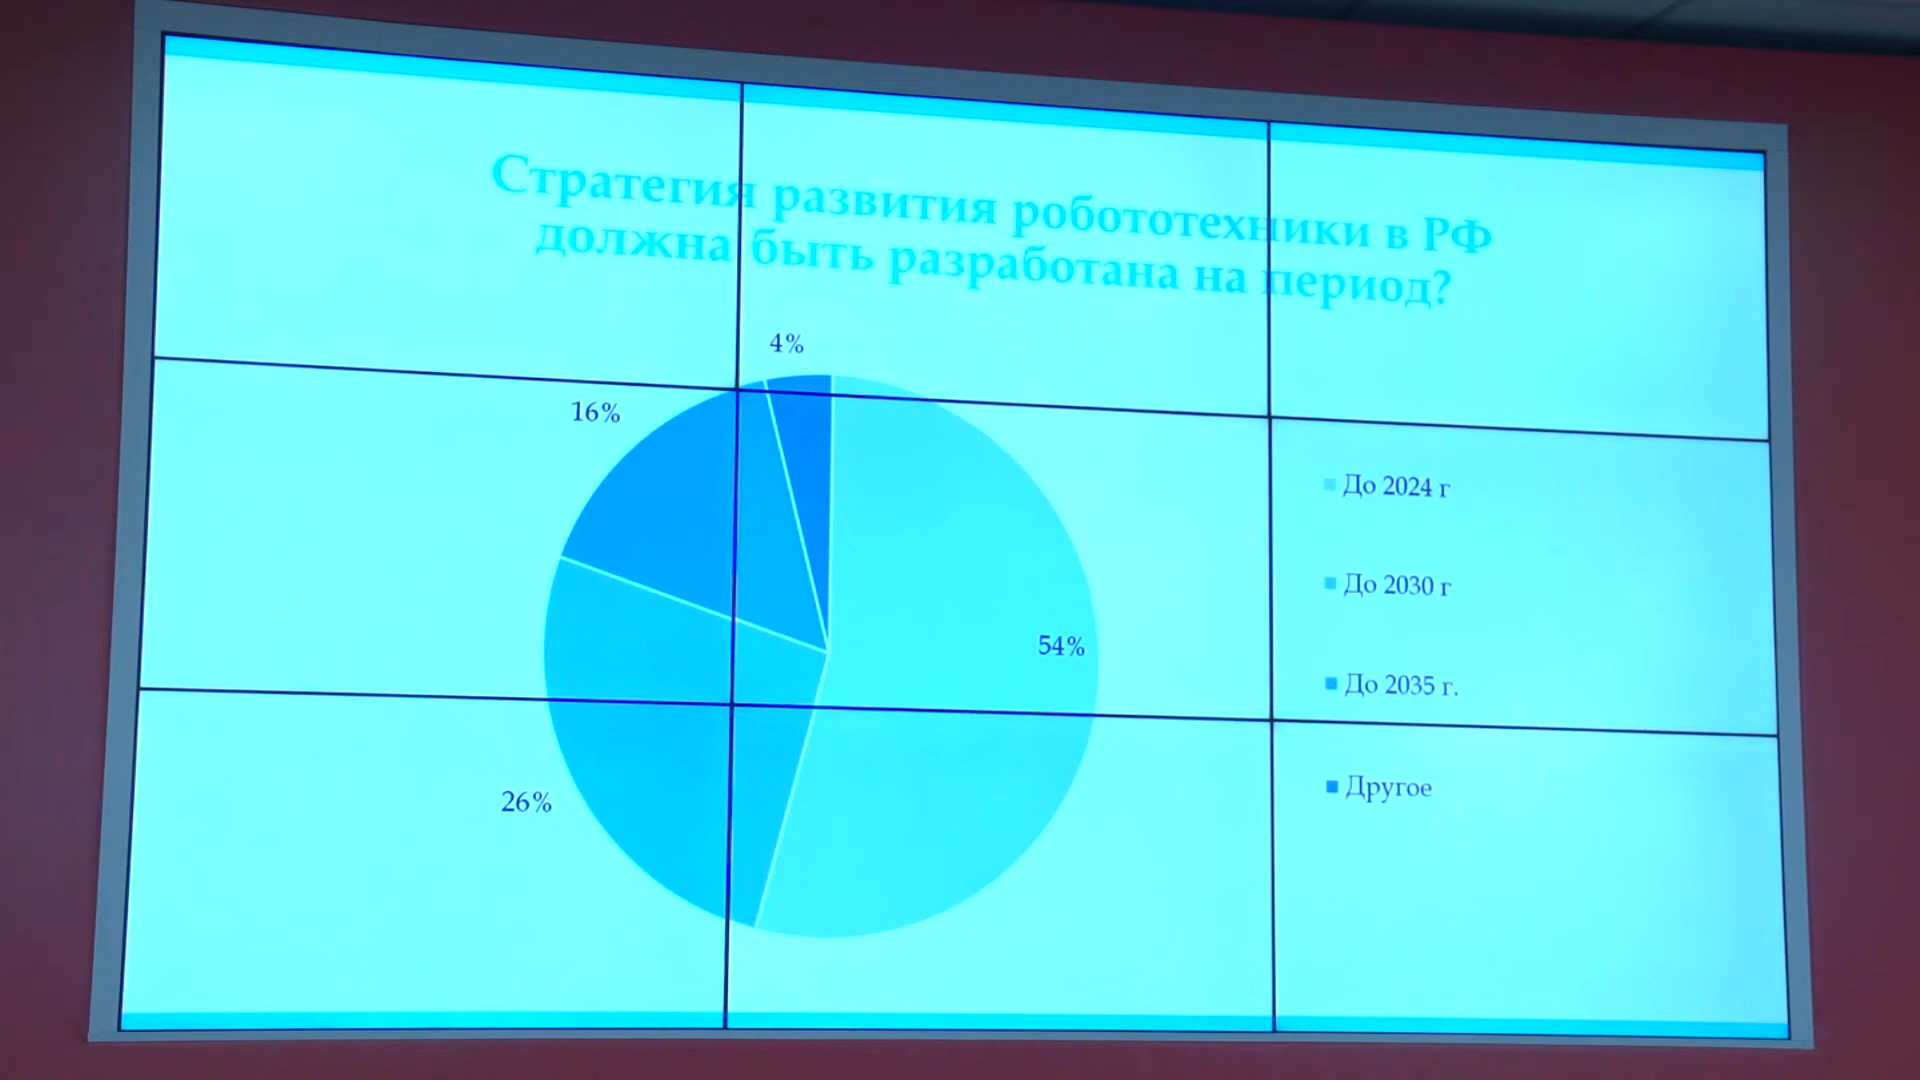 Стратегия развития робототехники в РФ
должна быть разработана на период?
4%
16%
54%
26%
До 2024 г
До 2030 г
До 2035 г.
Другое